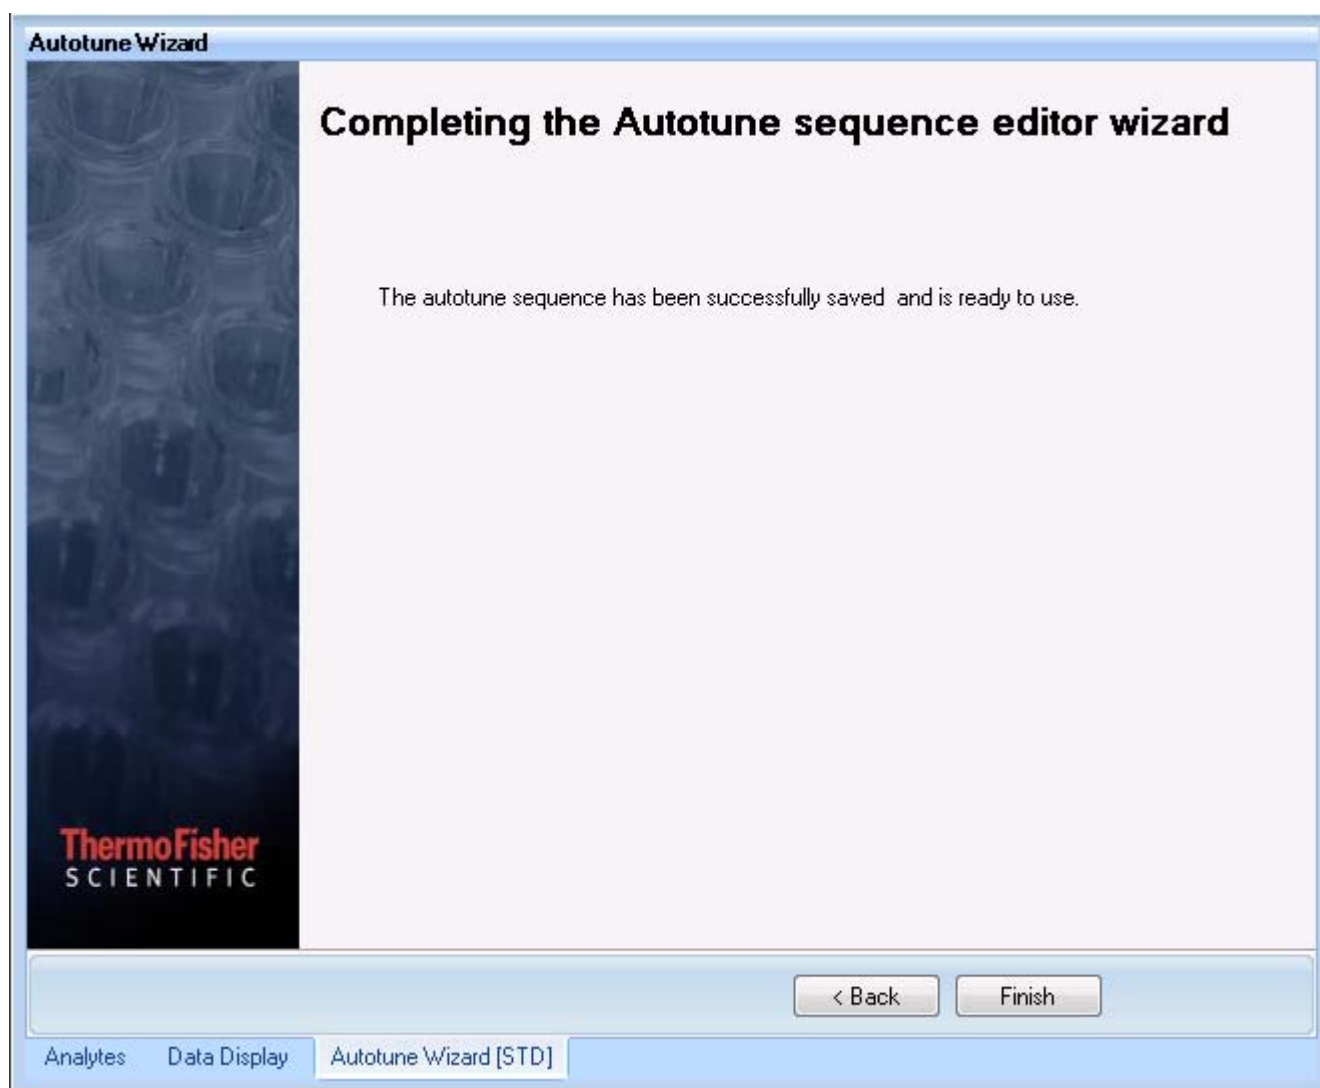 Autotune Wizard
Completing the Autotune sequence editor wizard
The autotune sequence has been successfully saved  and is ready to use.
ThermoFisher
SCIENTIFIC
< Back
Finish
Analytes
Data Display
Autotune Wizard [STD]